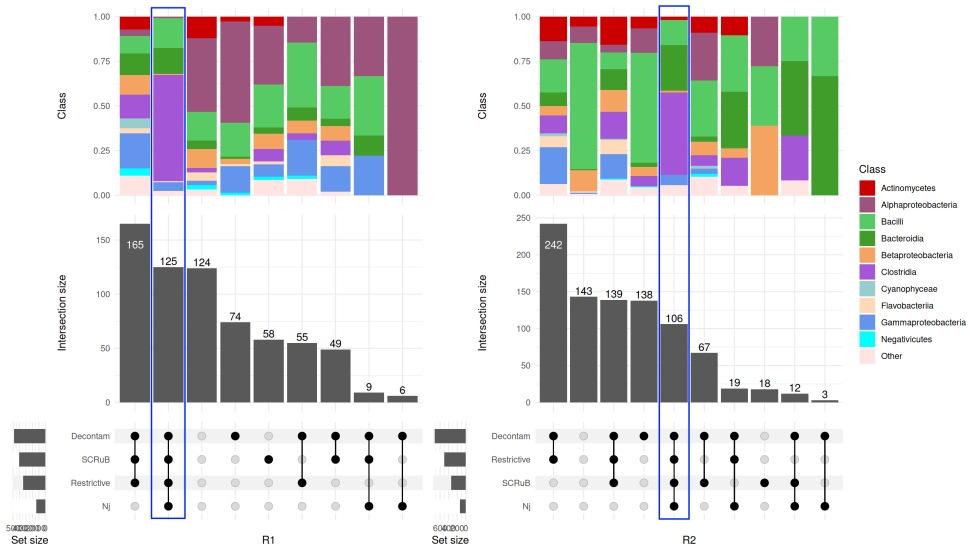 1.00
0.75
0.50
0.25
0.00
Class
150
100
50
0
Intersection size
165
125
124
74
58
55
49
9
6
Decontam
SCRuB
Restrictive
Nj
Set size
R1
1.00
0.75
0.50
0.25
0.00
Class
250
200
150
100
50
0
Intersection size
242
143
139
138
106
67
19
18
12
3
Decontam
Restrictive
SCRuB
Nj
Set size
R2
Class
Actinomycetes
Alphaproteobacteria
Bacilli
Bacteroidia
Betaproteobacteria
Clostridia
Cyanophyceae
Flavobacteriia
Gammaproteobacteria
Negativicutes
Other